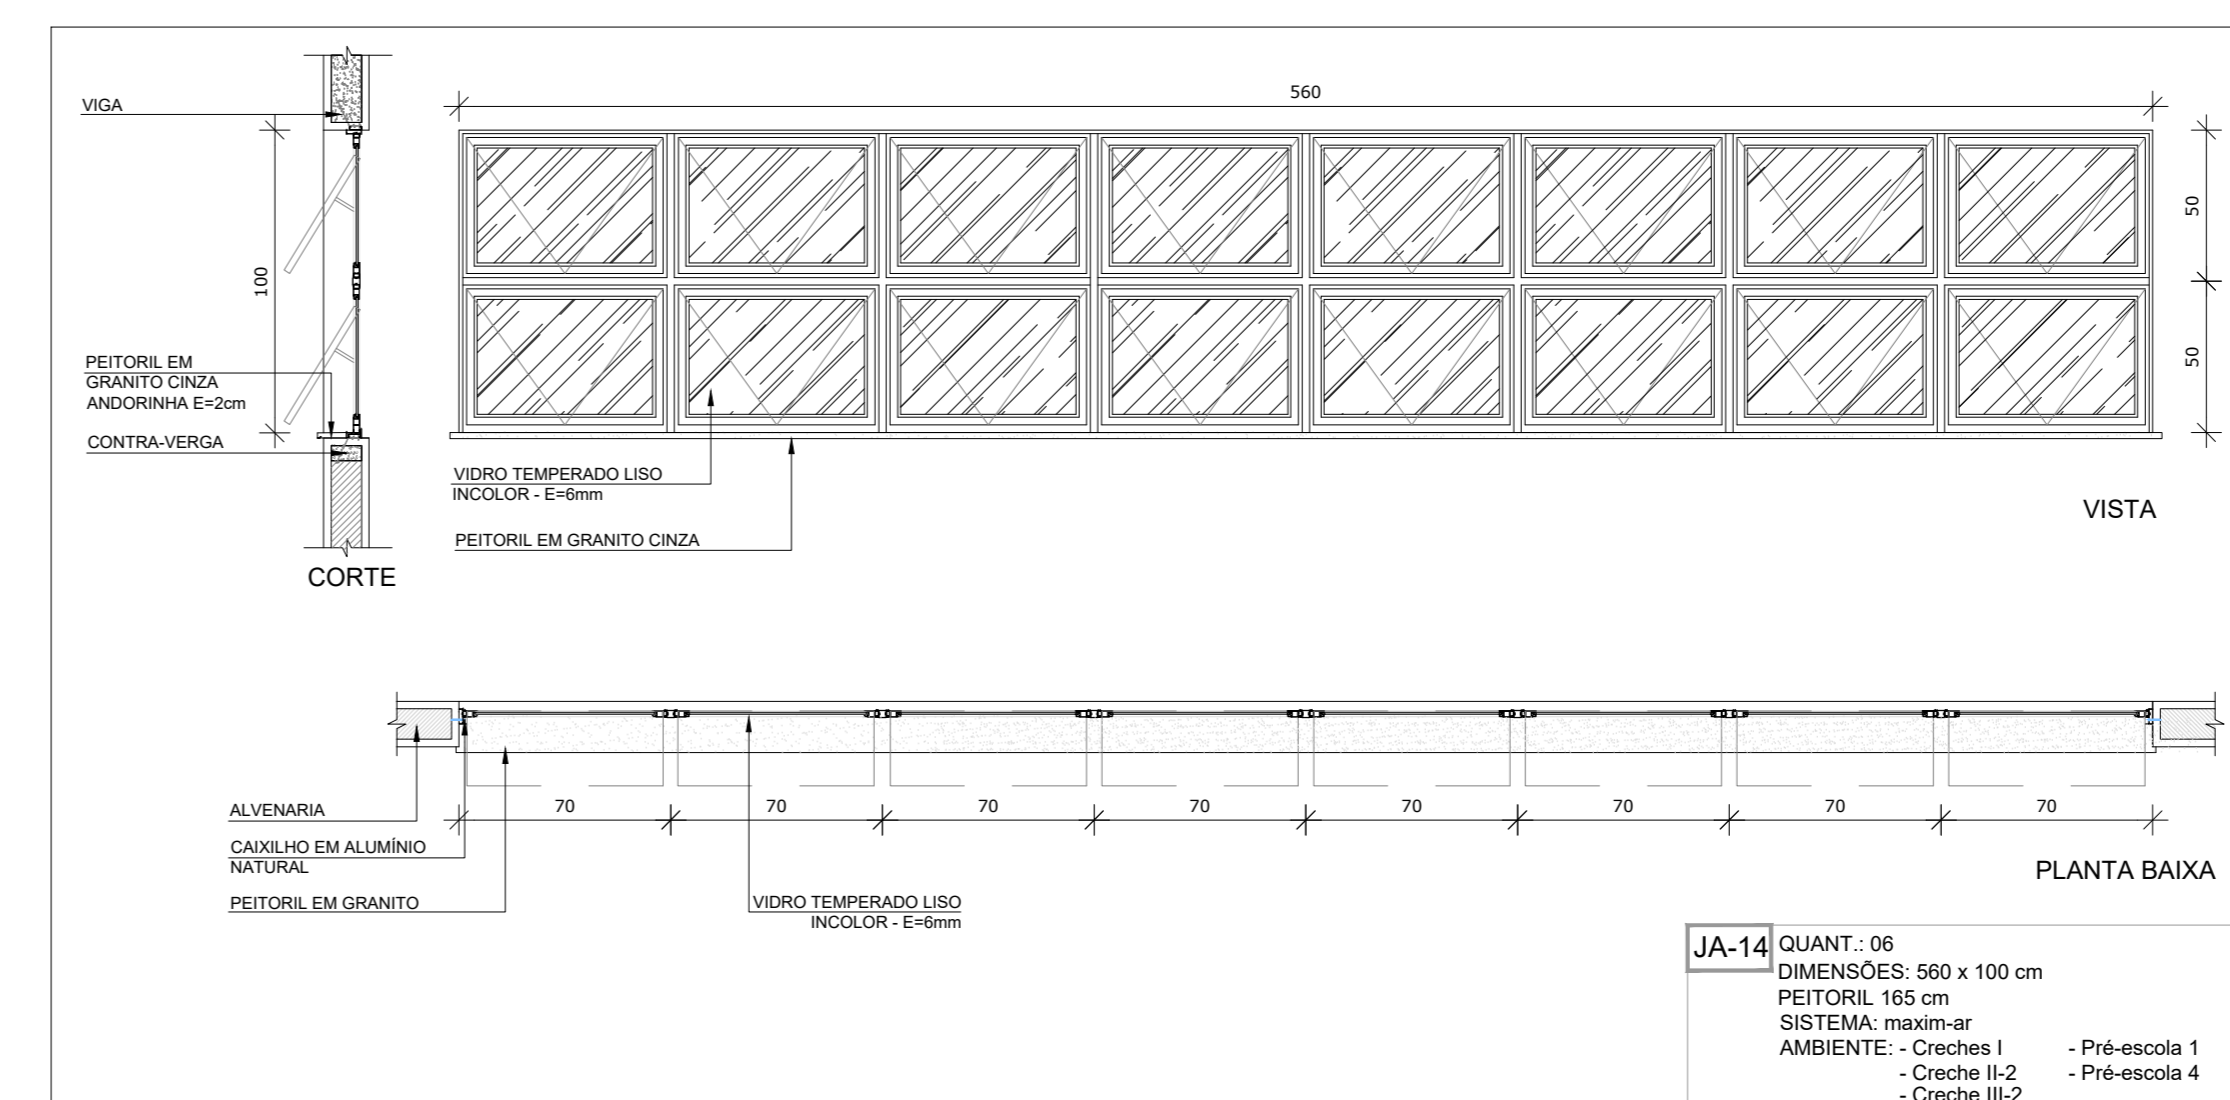 VIGA
100
PEITORIL EM
GRANITO CINZA
ANDORINHA E=2cm
CONTRA-VERGA
CORTE
560
50
50
VIDRO TEMPERADO LISO
INCOLOR - E=6mm
PEITORIL EM GRANITO CINZA
VISTA
70 70 70 70 70 70 70 70
ALVENARIA
CAIXILHO EM ALUMÍNIO
NATURAL
PEITORIL EM GRANITO
VIDRO TEMPERADO LISO
INCOLOR - E=6mm
PLANTA BAIXA
JA-14 QUANT.: 06
DIMENSÕES: 560 x 100 cm
PEITORIL 165 cm
SISTEMA: maxim-ar
AMBIENTE: - Creches I - Pré-escola 1
- Creche II-2 - Pré-escola 4
- Creche III-2